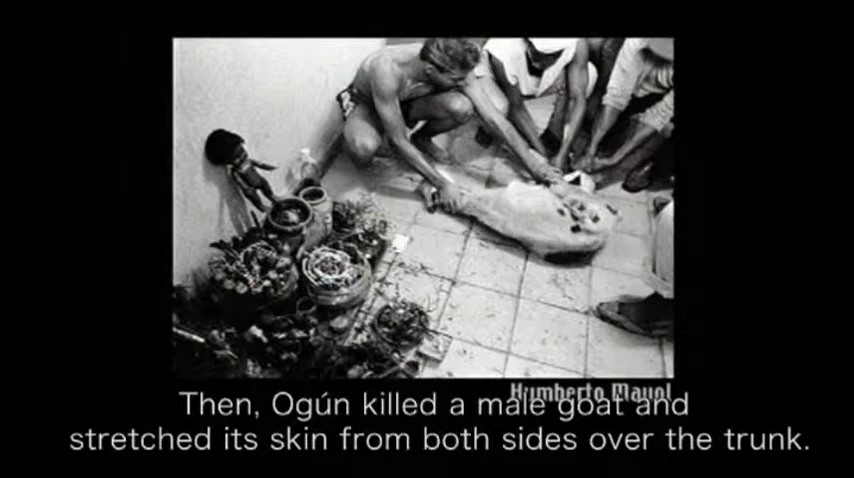 Humberto Mayol
Then, Ogún killed a male goat and
stretched its skin from both sides over the trunk.